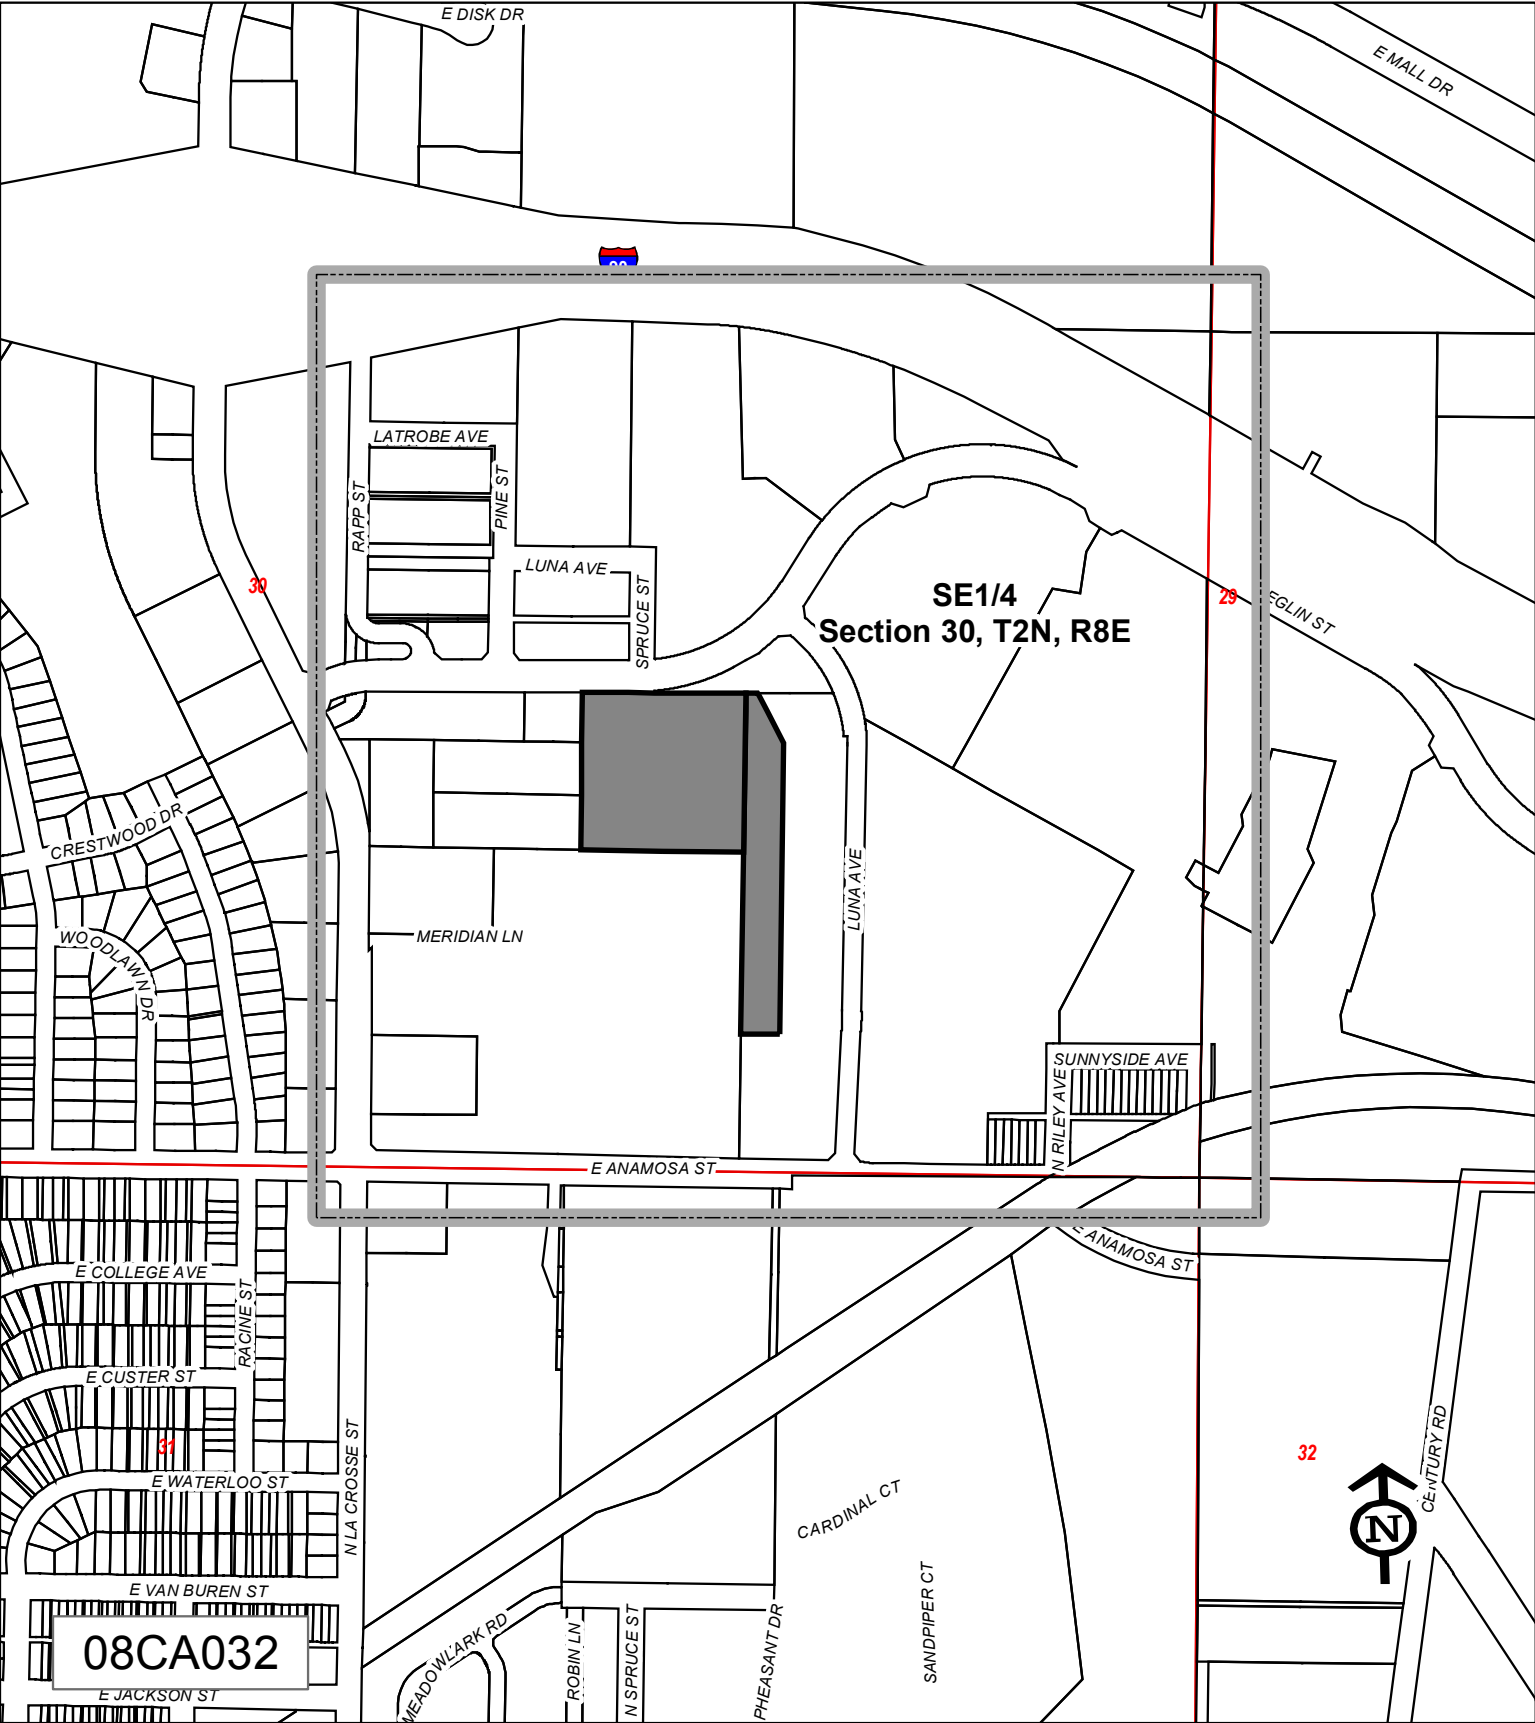 E DISK DR
E MALL DR
LATROBE AVE
RAPP ST
PINE ST
LUNA AVE
SPRUCE ST
30
SE1/4
Section 30, T2N, R8E
29
EGLIN ST
CRESTWOOD DR
WOODLAWN DR
MERIDIAN LN
LUNA AVE
SUNNYSIDE AVE
N RILEY AVE
E ANAMOSA ST
E ANAMOSA ST
E COLLEGE AVE
RACINE ST
E CUSTER ST
31
E WATERLOO ST
N LA CROSSE ST
32
CENTURY RD
N
CARDINAL CT
SANDPIPER CT
E VAN BUREN ST
08CA032
E JACKSON ST
MEADOWLARK RD
ROBIN LN
N SPRUCE ST
PHEASANT DR